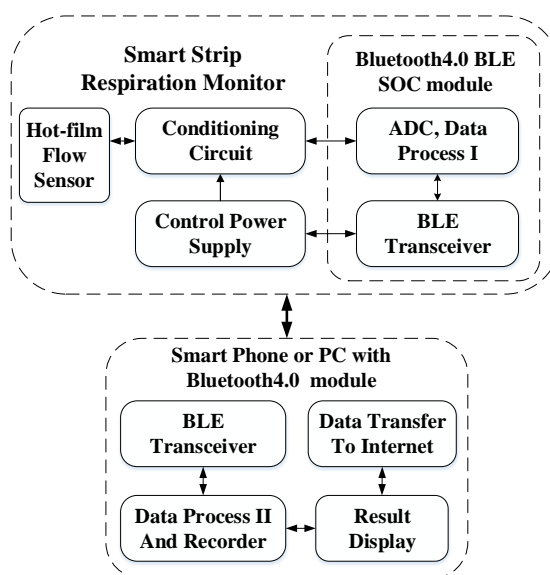 Smart Strip
Respiration Monitor
Bluetooth4.0 BLE
SOC module
Hot-film
Flow
Sensor
Conditioning
Circuit
ADC, Data
Process I
Control Power
Supply
BLE
Transceiver
Smart Phone or PC with
Bluetooth4.0 module
BLE
Transceiver
Data Transfer
To Internet
Data Process II
And Recorder
Result
Display